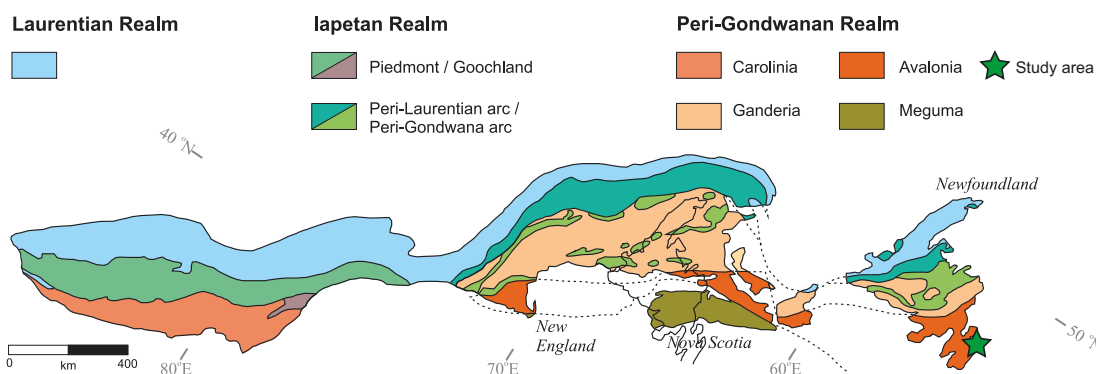 Laurentian Realm
Iapetan Realm
Peri-Gondwanan Realm
Piedmont / Goochland
Carolinia
Avalonia
Study area
Peri-Laurentian arc /
Peri-Gondwana arc
Ganderia
Meguma
40 °N
Newfoundland
New
England
Nova Scotia
50 °N
0
400
km
80°E
70°E
60°E